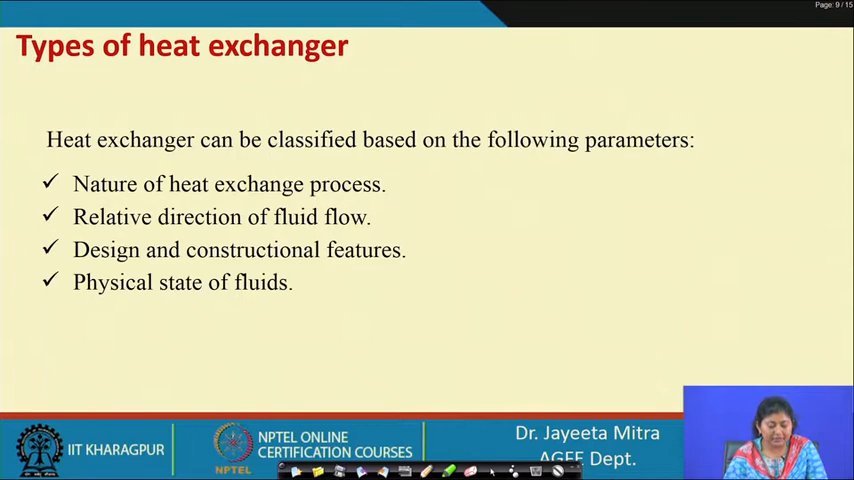 Page: 9 / 15
Types of heat exchanger
Heat exchanger can be classified based on the following parameters:
✓ Nature of heat exchange process.
✓ Relative direction of fluid flow.
✓ Design and constructional features.
✓ Physical state of fluids.
IIT KHARAGPUR
NPTEL
NPTEL ONLINE
CERTIFICATION COURSES
Dr. Jayeeta Mitra
AGFE Dept.